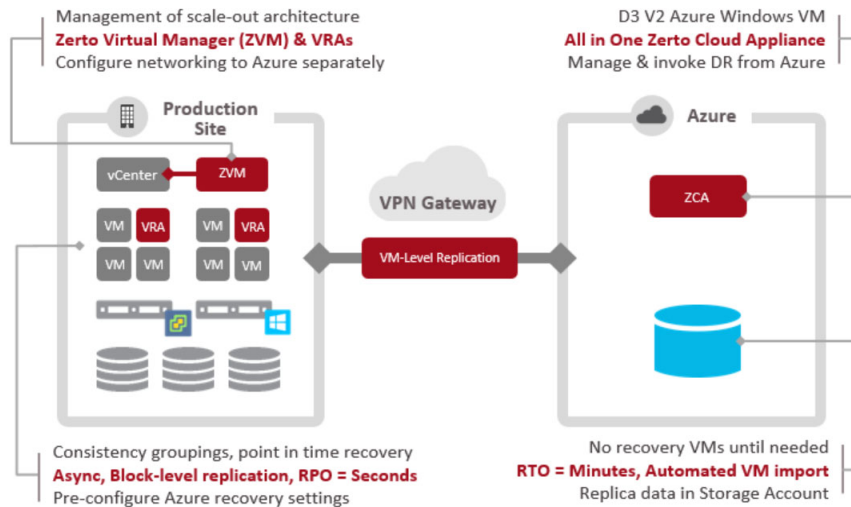 Management of scale-out architecture
Zerto Virtual Manager (ZVM) & VRAs
Configure networking to Azure separately
D3 V2 Azure Windows VM
All in One Zerto Cloud Appliance
Manage & invoke DR from Azure
Production
Site
Azure
vCenter
ZVM
VM
VRA
VM
VRA
VM
VM
VM
VM
VPN Gateway
VM-Level Replication
ZCA
Consistency groupings, point in time recovery
Async, Block-level replication, RPO = Seconds
Pre-configure Azure recovery settings
No recovery VMs until needed
RTO = Minutes, Automated VM import
Replica data in Storage Account